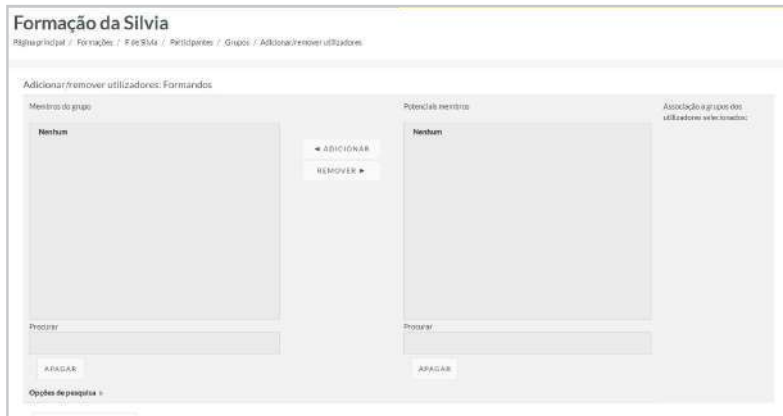 Formação da Silvia
Página principal / Formações / F de Silvia / Participantes / Grupos / Adicionar/remover utilizadores
Adicionar/remover utilizadores: Formandos
Membros do grupo
Nenhum
◄ ADICIONAR
REMOVER ►
Potenciais membros
Nenhum
Associação a grupos dos
utilizadores selecionados:
Procurar
APAGAR
Procurar
APAGAR
Opções de pesquisa